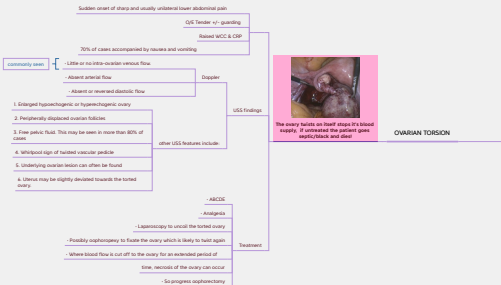 OVARIAN TORSION
The ovary twists on itself stops it's blood
supply, if untreated the patient goes
septic/black and dies!
Sudden onset of sharp and usually unilateral lower abdominal pain
O/E Tender +/- guarding
Raised WCC & CRP
70% of cases accompanied by nausea and vomiting
USS findings
Doppler
commonly seen
- Little or no intra-ovarian venous flow.
- Absent arterial flow
- Absent or reversed diastolic flow
other USS features include:
1. Enlarged hypoechogenic or hyperechogenic ovary
2. Peripherally displaced ovarian follicles
3. Free pelvic fluid. This may be seen in more than 80% of
cases
4. Whirlpool sign of twisted vascular pedicle
5. Underlying ovarian lesion can often be found
6. Uterus may be slightly deviated towards the torted
ovary.
Treatment
- ABCDE
- Analgesia
- Laparoscopy to uncoil the torted ovary
- Possibly oophoropexy to fixate the ovary which is likely to twist again
- Where blood flow is cut off to the ovary for an extended period of
time, necrosis of the ovary can occur
- So progress oophorectomy